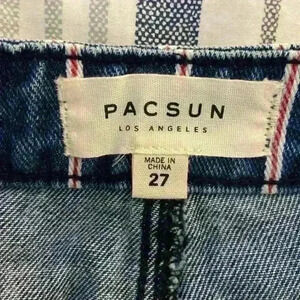 PACSUN
LOS ANGELES
MADE IN
CHINA
27